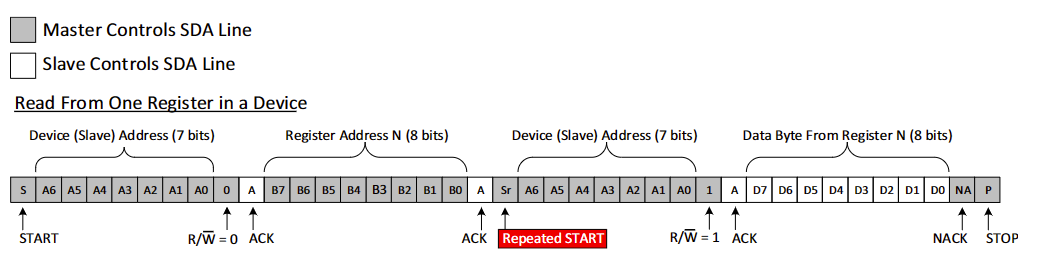 Master Controls SDA Line
Slave Controls SDA Line
Read From One Register in a Device
Device (Slave) Address (7 bits) Register Address N (8 bits) Device (Slave) Address (7 bits) Data Byte From Register N (8 bits)
S A6 A5 A4 A3 A2 A1 A0 0 A B7 B6 B5 B4 B3 B2 B1 B0 A Sr A6 A5 A4 A3 A2 A1 A0 1 A D7 D6 D5 D4 D3 D2 D1 D0 NA P
START R/W̅ = 0 ACK ACK Repeated START R/W̅ = 1 ACK NACK STOP